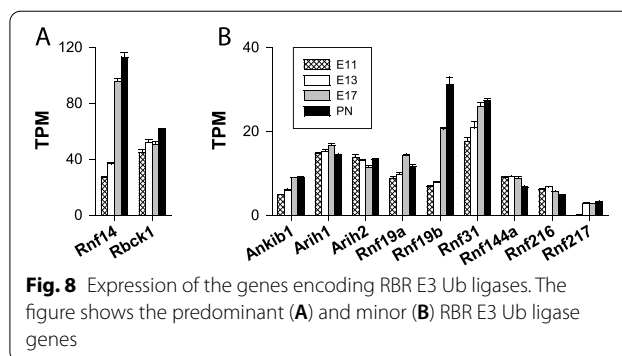 A
B
120
80
40
0
TPM
Rnf14
Rbck1
40
20
0
TPM
E11
E13
E17
PN
Ankib1
Arih1
Arih2
Rnf19a
Rnf19b
Rnf31
Rnf144a
Rnf216
Rnf217
Fig. 8 Expression of the genes encoding RBR E3 Ub ligases. The
figure shows the predominant (A) and minor (B) RBR E3 Ub ligase
genes